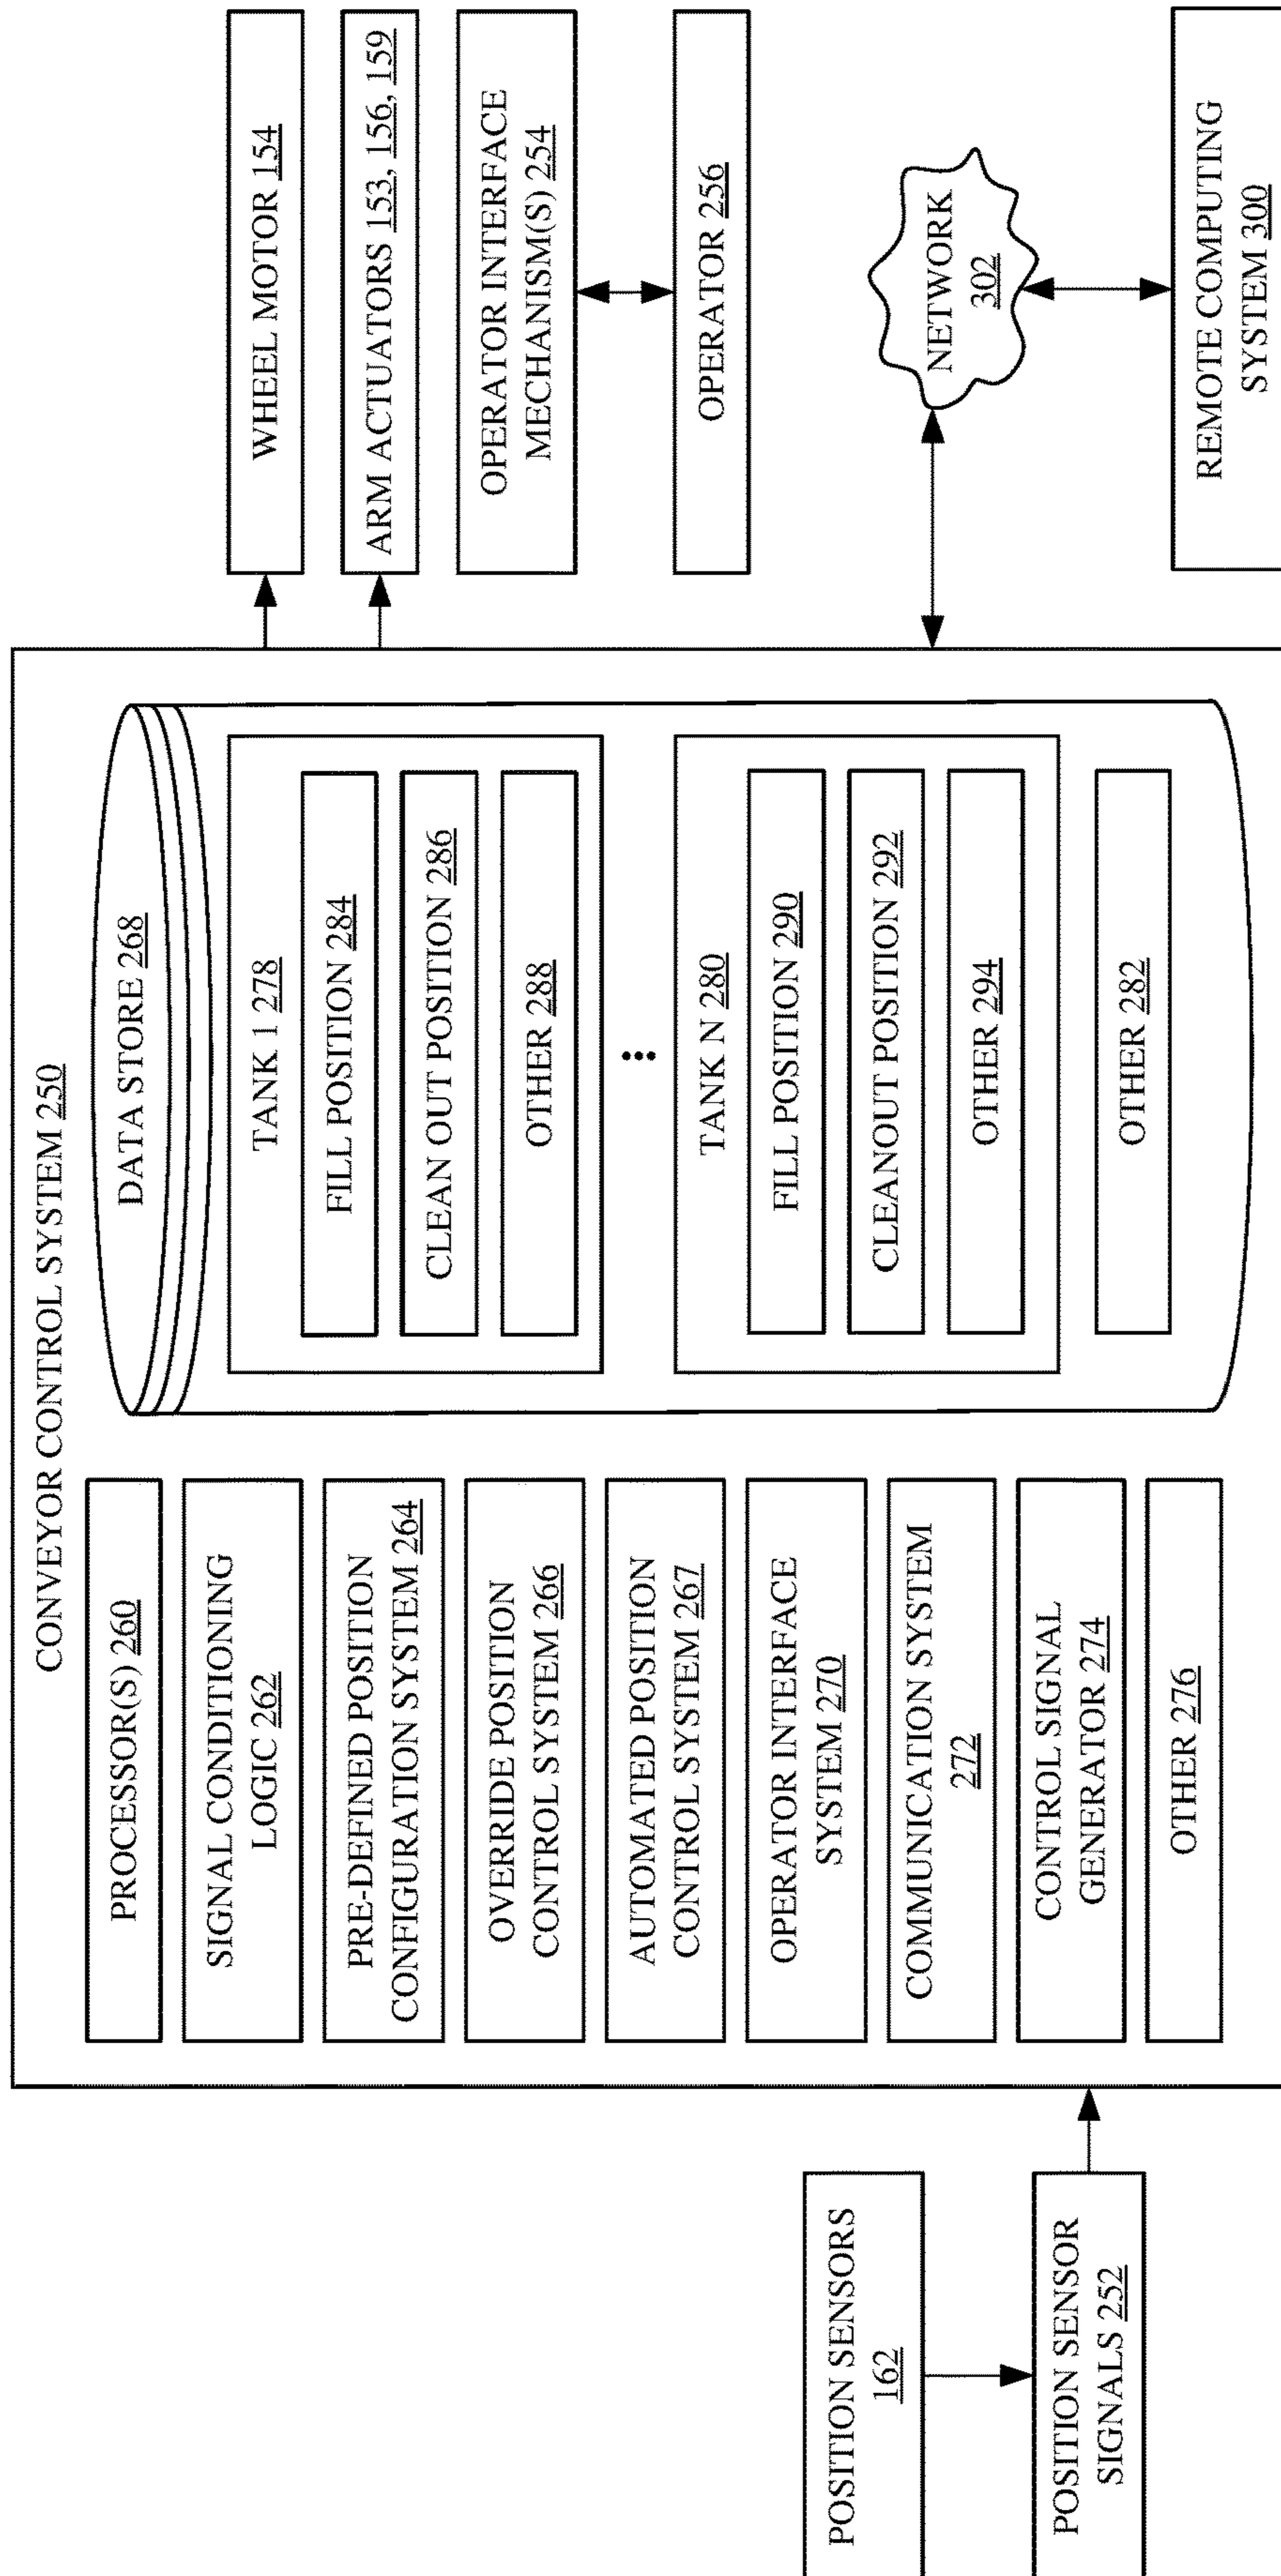 CONVEYOR CONTROL SYSTEM 250
PROCESSOR(S) 260
SIGNAL CONDITIONING
LOGIC 262
PRE-DEFINED POSITION
CONFIGURATION SYSTEM 264
OVERRIDE POSITION
CONTROL SYSTEM 266
AUTOMATED POSITION
CONTROL SYSTEM 267
OPERATOR INTERFACE
SYSTEM 270
COMMUNICATION SYSTEM
272
CONTROL SIGNAL
GENERATOR 274
OTHER 276
DATA STORE 268
TANK 1 278
FILL POSITION 284
CLEAN OUT POSITION 286
OTHER 288
...
TANK N 280
FILL POSITION 290
CLEANOUT POSITION 292
OTHER 294
OTHER 282
POSITION SENSORS
162
POSITION SENSOR
SIGNALS 252
WHEEL MOTOR 154
ARM ACTUATORS 153, 156, 159
OPERATOR INTERFACE
MECHANISM(S) 254
OPERATOR 256
NETWORK
302
REMOTE COMPUTING
SYSTEM 300